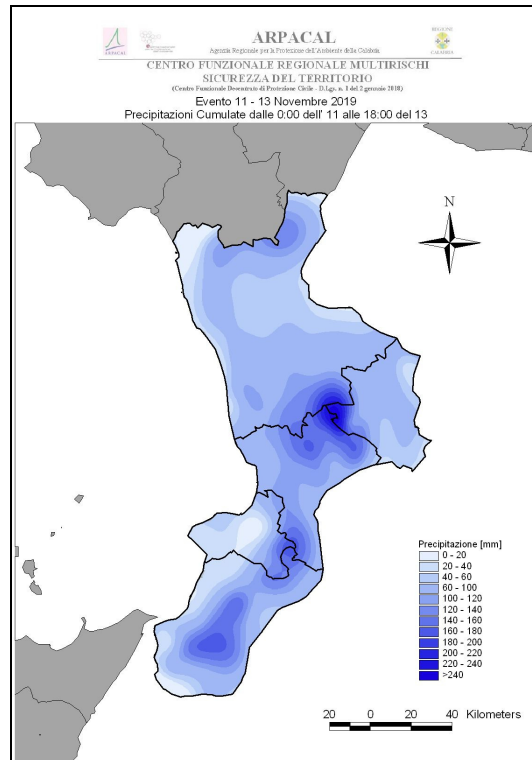 ARPACAL
Agenzia Regionale per la Protezione dell'Ambiente della Calabria
ARPACAL
REGIONE
CALABRIA
CENTRO FUNZIONALE REGIONALE MULTIRISCHI
SICUREZZA DEL TERRITORIO
(Centro Funzionale Decentrato di Protezione Civile - D.Lgs. n. 1 del 2 gennaio 2018)
Evento 11 - 13 Novembre 2019
Precipitazioni Cumulate dalle 0:00 dell' 11 alle 18:00 del 13
N
Precipitazione [mm]
0 - 20
20 - 40
40 - 60
60 - 100
100 - 120
120 - 140
140 - 160
160 - 180
180 - 200
200 - 220
220 - 240
>240
20 0 20 40 Kilometers